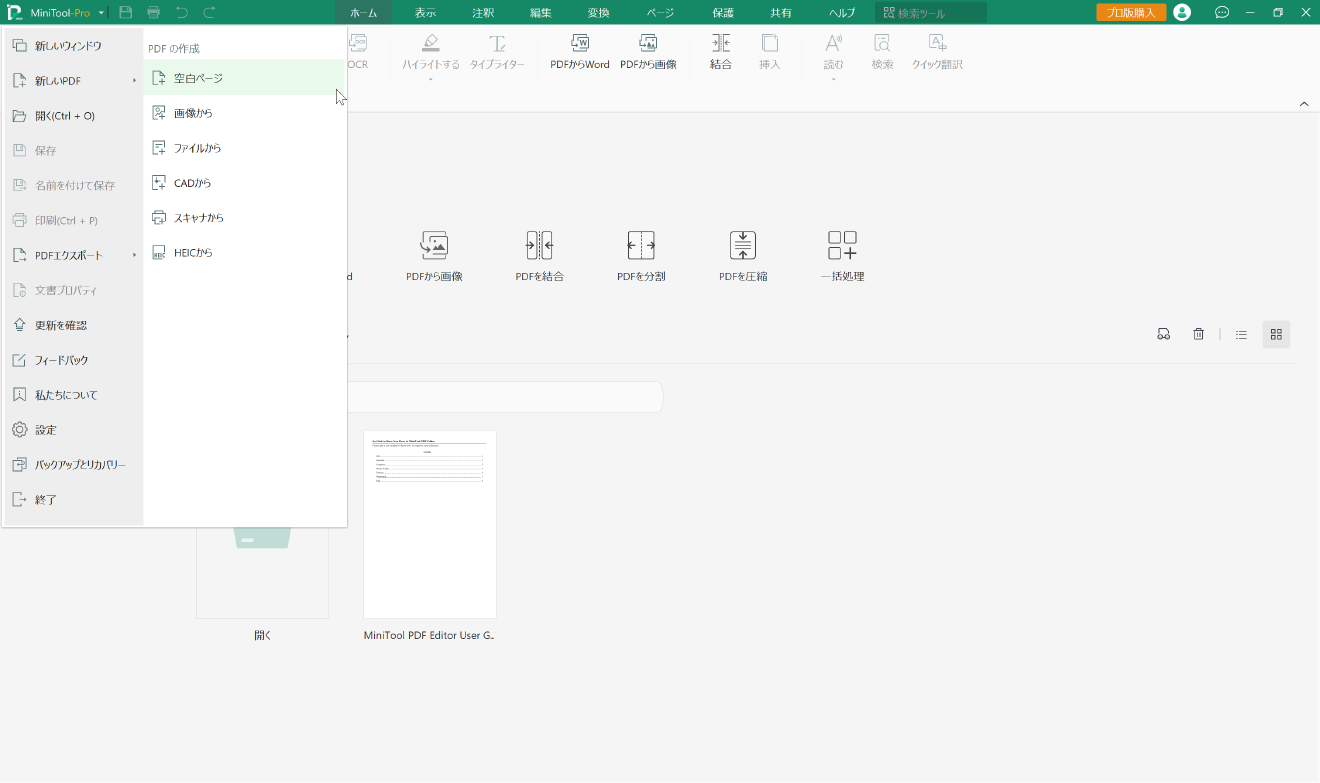 MiniTool-Pro
ホーム
表示
注釈
編集
変換
ページ
保護
共有
ヘルプ
検索ツール
プロ版購入
新しいウィンドウ
新しいPDF
開く(Ctrl + O)
保存
名前を付けて保存
印刷(Ctrl + P)
PDFエクスポート
文書プロパティ
更新を確認
フィードバック
私たちについて
設定
バックアップとリカバリー
終了
PDF の作成
空白ページ
画像から
ファイルから
CADから
スキャナから
HEICから
OCR
ハイライトする
タイプライター
PDFからWord
PDFから画像
結合
挿入
読む
検索
クイック翻訳
PDFから画像
PDFを結合
PDFを分割
PDFを圧縮
一括処理
開く
MiniTool PDF Editor User G..